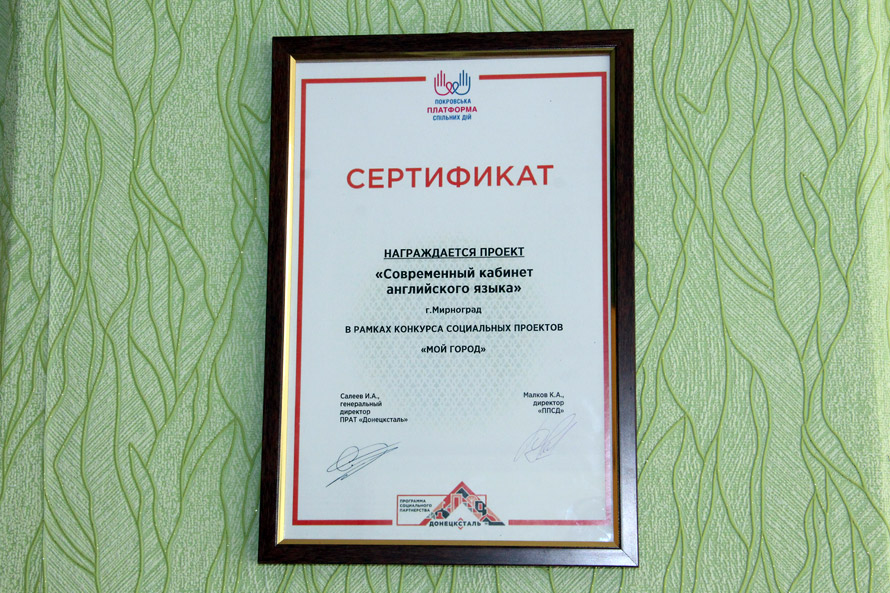 ПОКРОВСЬКА
ПЛАТФОРМА
СПІЛЬНИХ ДІЙ
СЕРТИФИКАТ
НАГРАЖДАЕТСЯ ПРОЕКТ
«Современный кабинет
английского языка»
г.Мирноград
В РАМКАХ КОНКУРСА СОЦИАЛЬНЫХ ПРОЕКТОВ
«МОЙ ГОРОД»
Салеев И.А.,
генеральный
директор
ПРАТ «Донецксталь»
Малков К.А.,
директор
«ППСД»
ПРОГРАММА
СОЦИАЛЬНОГО
ПАРТНЕРСТВА
ДОНЕЦКСТАЛЬ